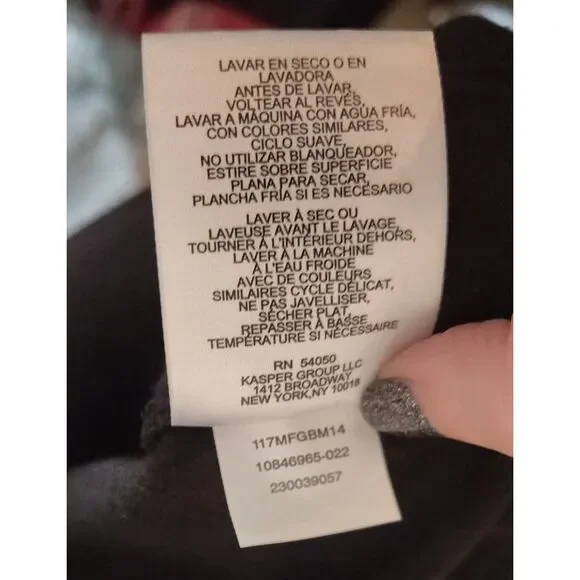 LAVAR EN SECO O EN
LAVADORA
ANTES DE LAVAR,
VOLTEAR AL REVÉS,
LAVAR A MÁQUINA CON AGUA FRÍA,
CON COLORES SIMILARES,
CICLO SUAVE,
NO UTILIZAR BLANQUEADOR,
ESTIRE SOBRE SUPERFICIE
PLANA PARA SECAR,
PLANCHA FRÍA SI ES NECESARIO
LAVER À SEC OU
LAVEUSE AVANT LE LAVAGE,
TOURNER À L'INTÉRIEUR DEHORS,
LAVER À LA MACHINE
À L'EAU FROIDE
AVEC DE COULEURS
SIMILAIRES CYCLE DÉLICAT,
NE PAS JAVELLISER,
SÉCHER PLAT,
REPASSER À BASSE
TEMPÉRATURE SI NÉCESSAIRE
RN 54050
KASPER GROUP LLC
1412 BROADWAY
NEW YORK,NY 10018
117MFGBM14
10846965-022
230039057